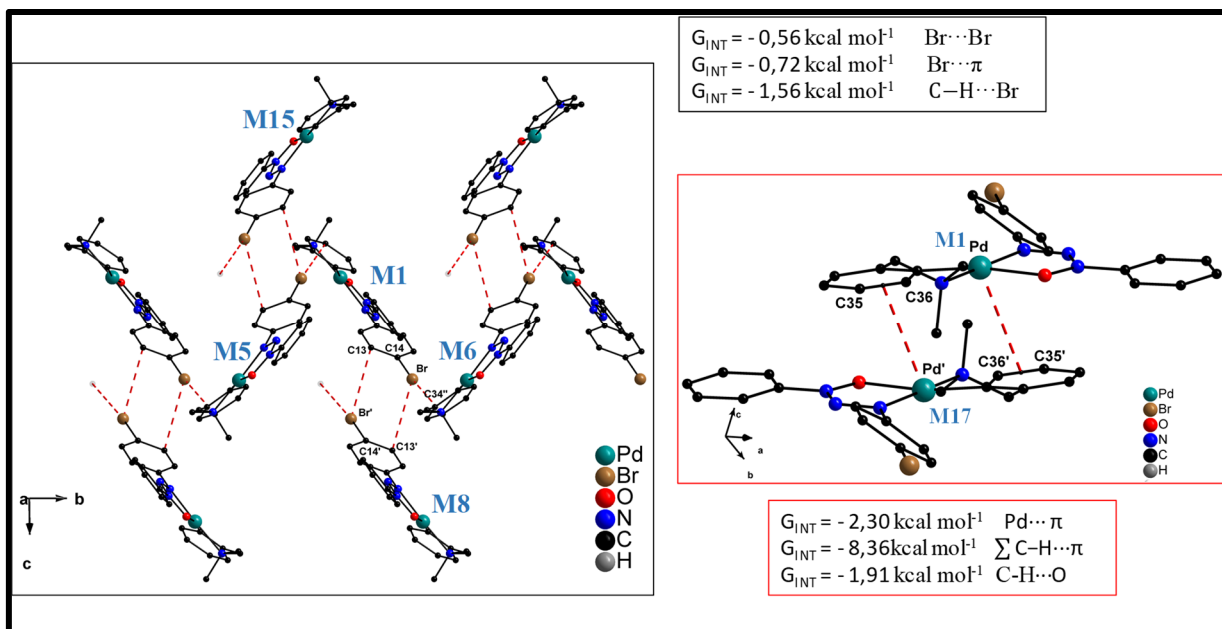 G_INT = - 0,56 kcal mol⁻¹ Br···Br
G_INT = - 0,72 kcal mol⁻¹ Br···π
G_INT = - 1,56 kcal mol⁻¹ C−H···Br
M15
M1
M5
M6
C13
C14
Br
C34''
Br'
C14'
C13'
M8
a
b
c
Pd
Br
O
N
C
H
M1
Pd
C35
C36
Pd'
C36'
C35'
M17
c
a
b
Pd
Br
O
N
C
H
G_INT = - 2,30 kcal mol⁻¹ Pd··· π
G_INT = - 8,36kcal mol⁻¹ ∑ C−H···π
G_INT = - 1,91 kcal mol⁻¹ C-H···O